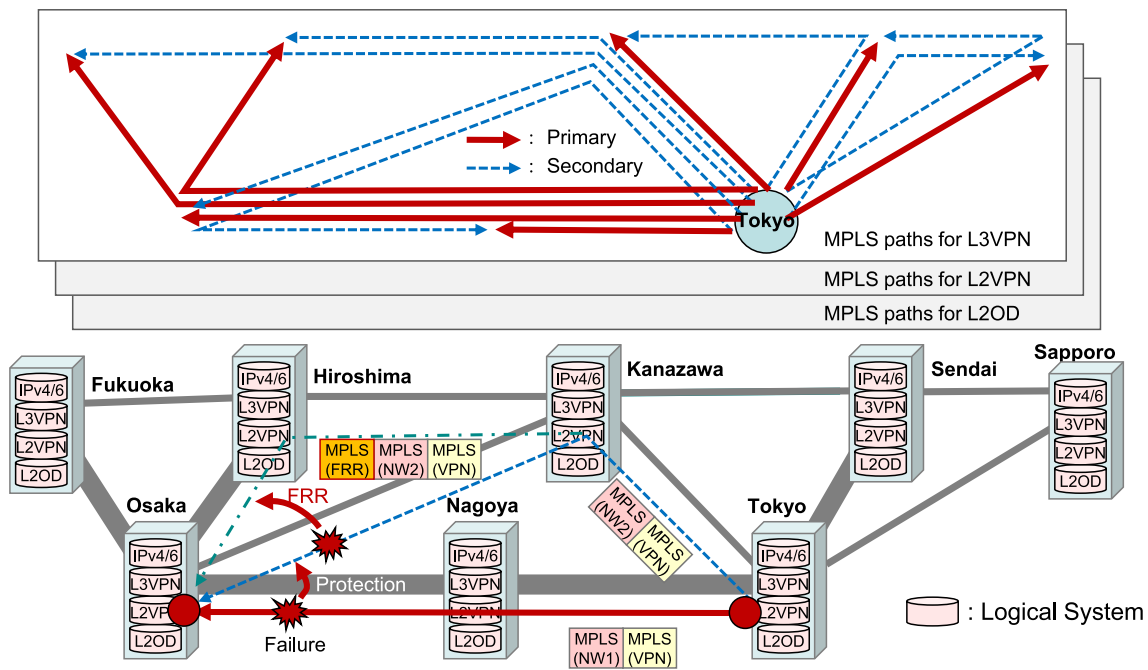 : Primary
: Secondary
Tokyo
MPLS paths for L3VPN
MPLS paths for L2VPN
MPLS paths for L2OD
Fukuoka
IPv4/6
L3VPN
L2VPN
L2OD
Hiroshima
IPv4/6
L3VPN
L2VPN
L2OD
Kanazawa
IPv4/6
L3VPN
L2VPN
L2OD
Sendai
IPv4/6
L3VPN
L2VPN
L2OD
Sapporo
IPv4/6
L3VPN
L2VPN
L2OD
MPLS
(FRR)
MPLS
(NW2)
MPLS
(VPN)
FRR
MPLS
(NW2)
MPLS
(VPN)
Osaka
IPv4/6
L3VPN
L2VPN
L2OD
Nagoya
IPv4/6
L3VPN
L2VPN
L2OD
Tokyo
IPv4/6
L3VPN
L2VPN
L2OD
Protection
Failure
MPLS
(NW1)
MPLS
(VPN)
: Logical System